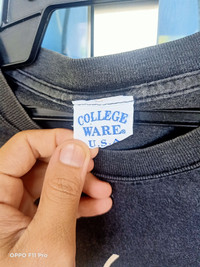 COLLEGE
WARE®
U.S.A
OPPO F11 Pro